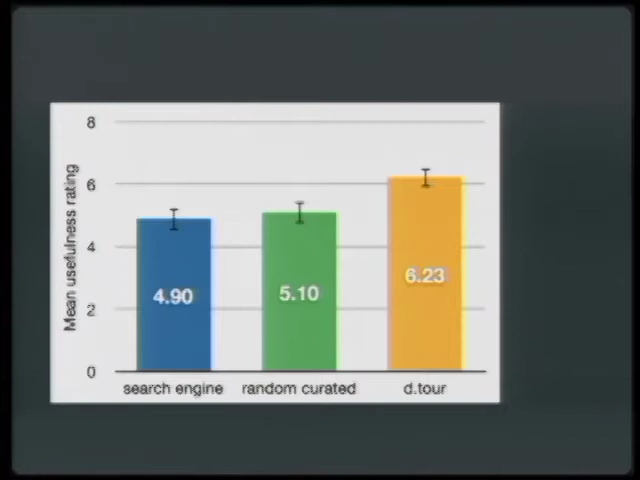 8
6
4
2
0
Mean usefulness rating
4.90
5.10
6.23
search engine
random curated
d.tour